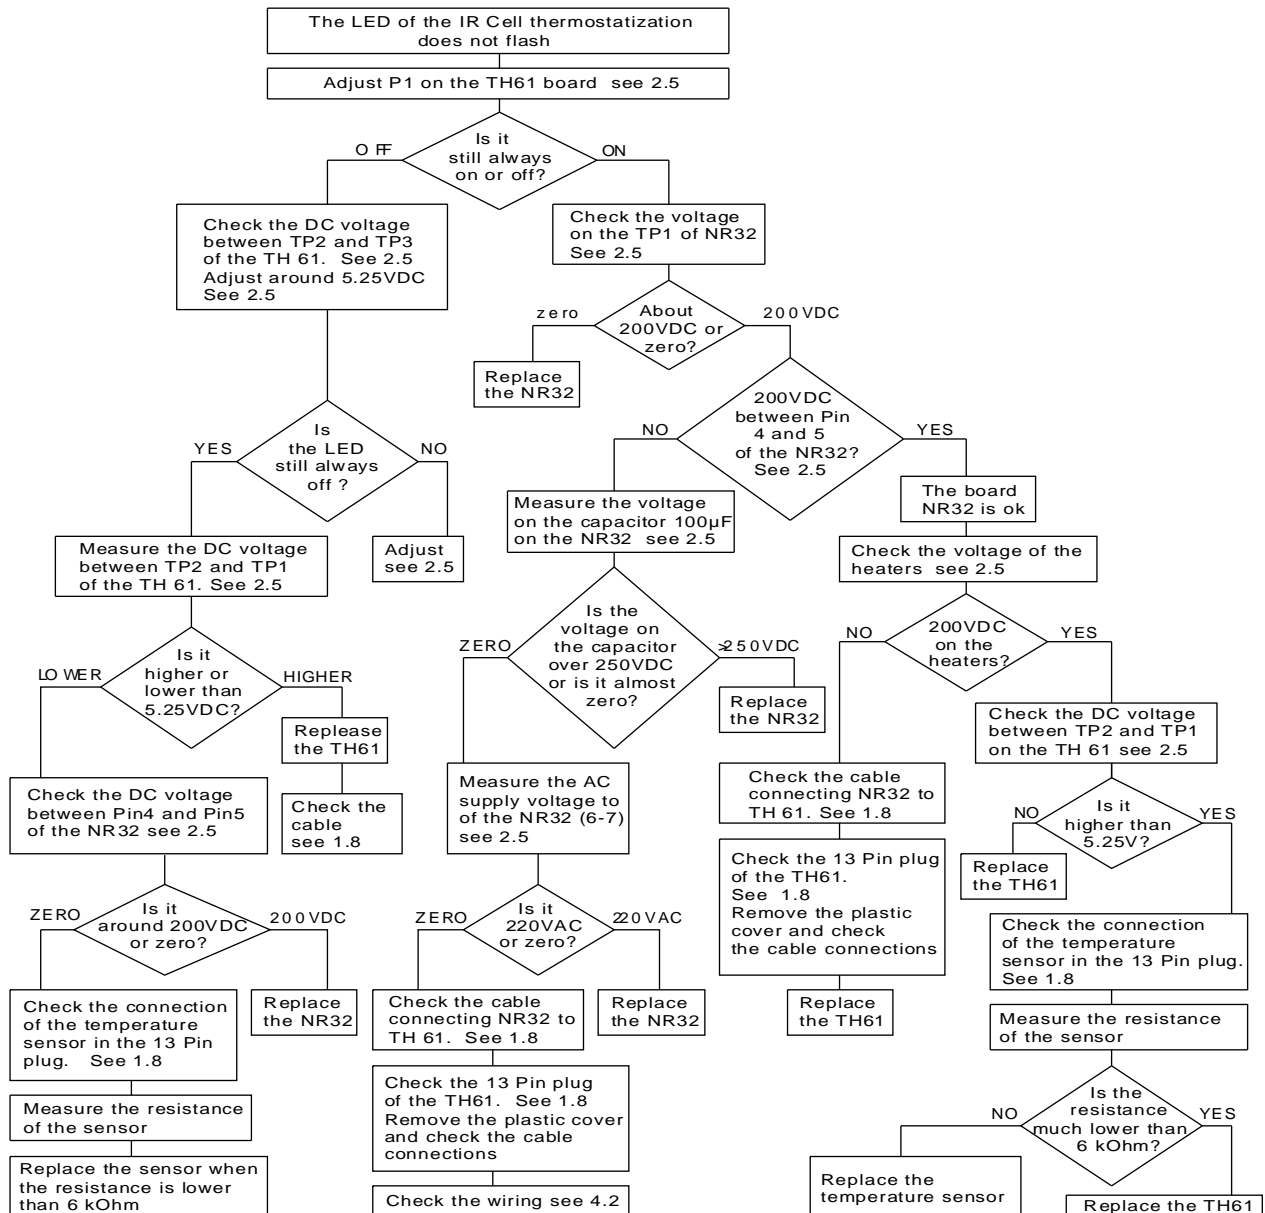 The LED of the IR Cell thermostatization
does not flash
Adjust P1 on the TH61 board see 2.5
Is it
still always
on or off?
OFF
ON
Check the DC voltage
between TP2 and TP3
of the TH 61. See 2.5
Adjust around 5.25VDC
See 2.5
Check the voltage
on the TP1 of NR32
See 2.5
About
200VDC or
zero?
zero
200VDC
Replace
the NR32
200VDC
between Pin
4 and 5
of the NR32?
See 2.5
NO
YES
Is
the LED
still always
off ?
YES
NO
Measure the DC voltage
between TP2 and TP1
of the TH 61. See 2.5
Adjust
see 2.5
Measure the voltage
on the capacitor 100µF
on the NR32 see 2.5
The board
NR32 is ok
Check the voltage of the
heaters see 2.5
Is it
higher or
lower than
5.25VDC?
LOWER
HIGHER
Replease
the TH61
Check the
cable
see 1.8
Is the
voltage on
the capacitor
over 250VDC
or is it almost
zero?
ZERO
>250VDC
Replace
the NR32
200VDC
on the
heaters?
NO
YES
Check the DC voltage
between TP2 and TP1
on the TH 61 see 2.5
Check the DC voltage
between Pin4 and Pin5
of the NR32 see 2.5
Measure the AC
supply voltage to
of the NR32 (6-7)
see 2.5
Check the cable
connecting NR32 to
TH 61. See 1.8
Check the 13 Pin plug
of the TH61.
See 1.8
Remove the plastic
cover and check
the cable connections
Replace
the TH61
Is it
higher than
5.25V?
NO
YES
Replace
the TH61
Check the connection
of the temperature
sensor in the 13 Pin plug.
See 1.8
Measure the resistance
of the sensor
Is it
around 200VDC
or zero?
ZERO
200VDC
Check the connection
of the temperature
sensor in the 13 Pin
plug. See 1.8
Replace
the NR32
Measure the resistance
of the sensor
Replace the sensor when
the resistance is lower
than 6 kOhm
Is it
220VAC
or zero?
ZERO
220VAC
Check the cable
connecting NR32 to
TH 61. See 1.8
Replace
the NR32
Check the 13 Pin plug
of the TH61. See 1.8
Remove the plastic cover
and check the cable
connections
Check the wiring see 4.2
Is the
resistance
much lower than
6 kOhm?
NO
YES
Replace the
temperature sensor
Replace the TH61